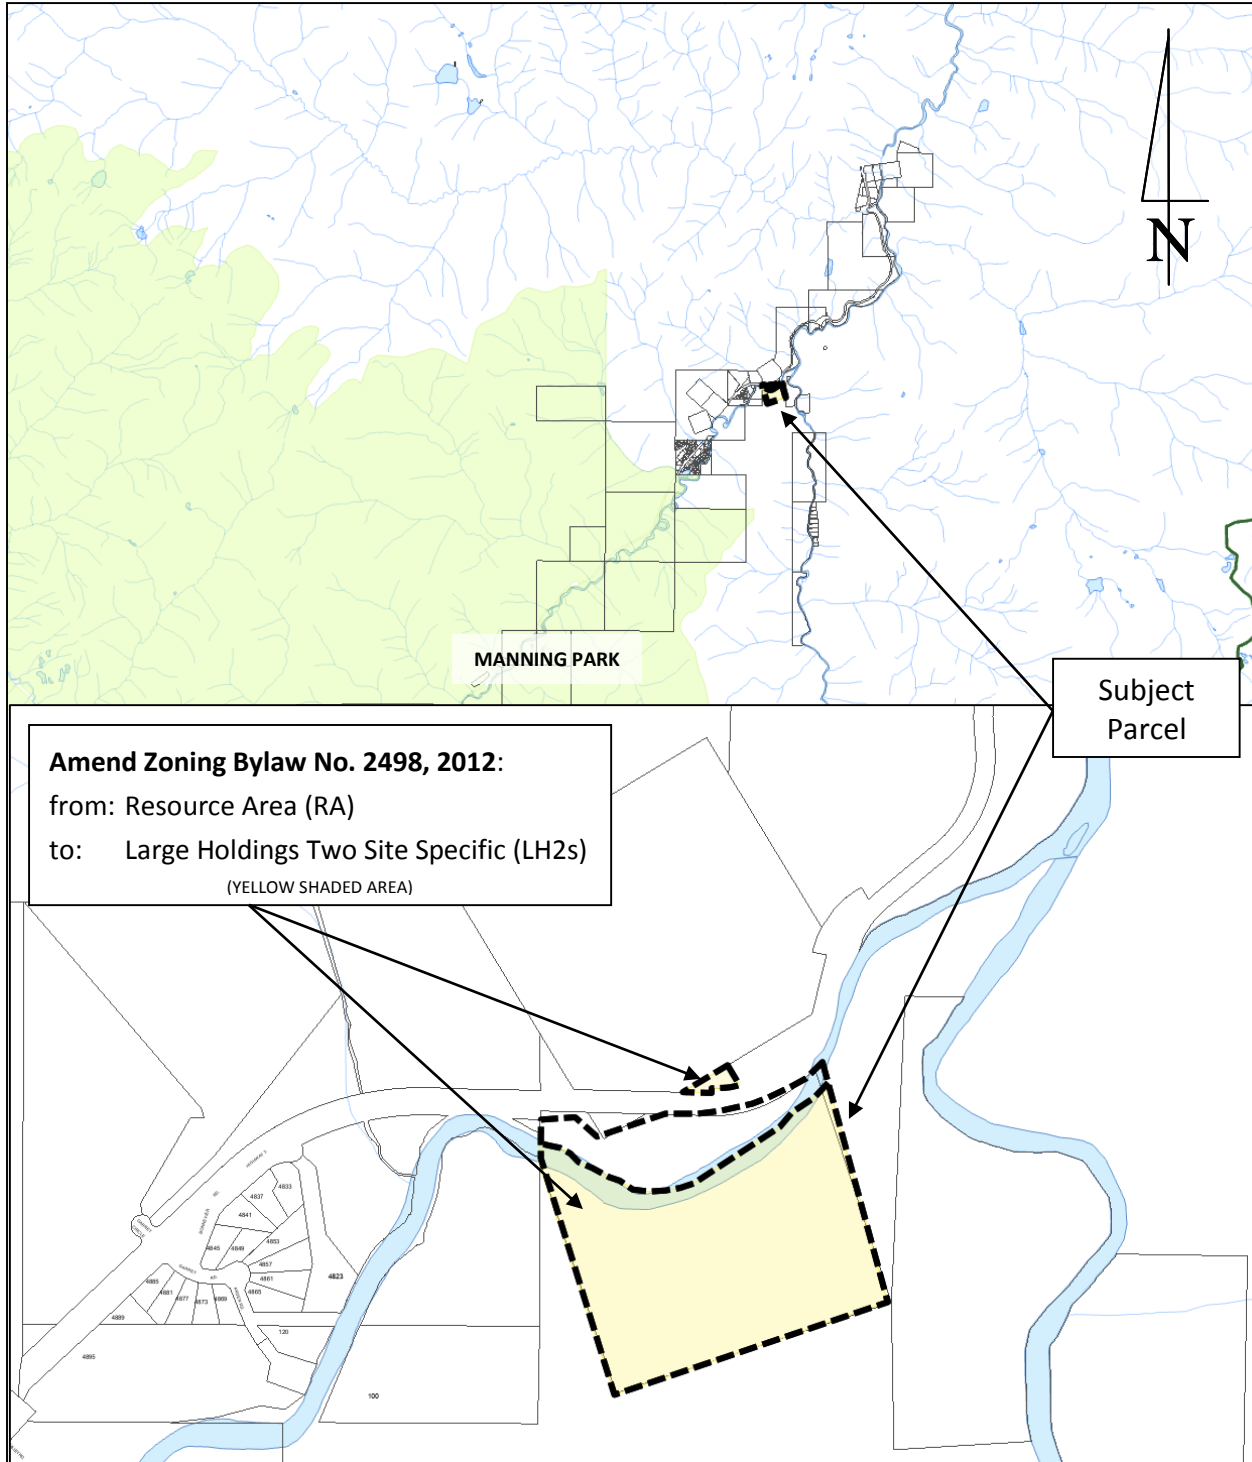 N
MANNING PARK
Subject
Parcel
Amend Zoning Bylaw No. 2498, 2012:
from: Resource Area (RA)
to: Large Holdings Two Site Specific (LH2s)
(YELLOW SHADED AREA)
HIGHWAY 3
4833
4837
4841
4853
4845
4849
4857
4861
4865
4823
4885
4881
4877
4873
4869
4889
120
4895
100